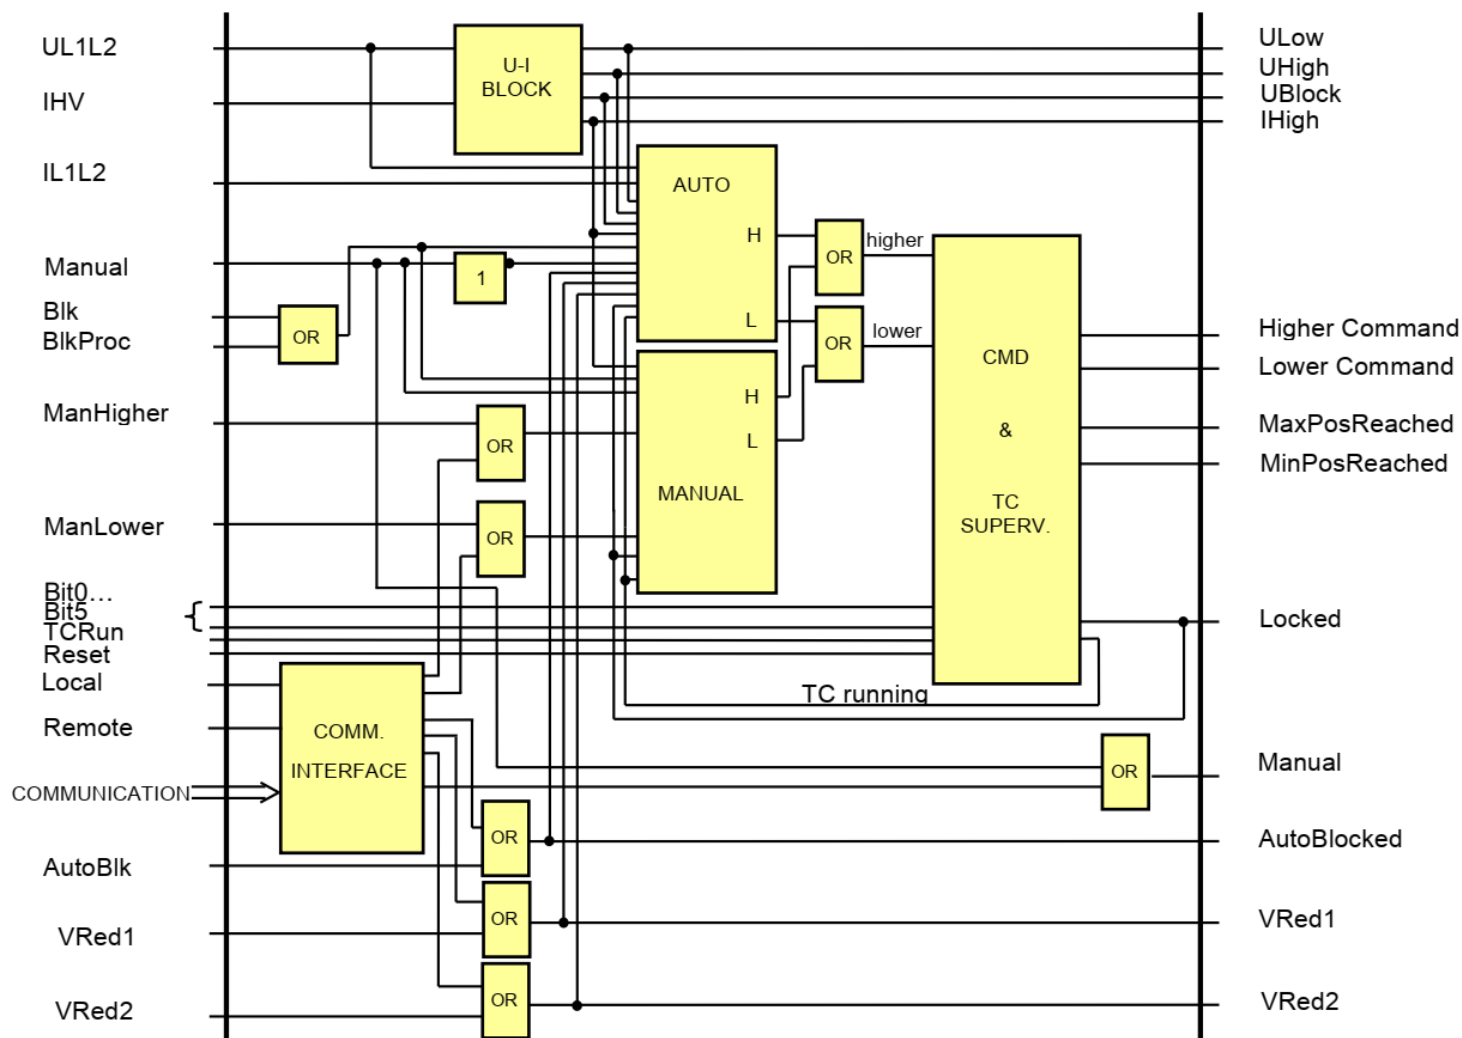 UL1L2
IHV
IL1L2
Manual
Blk
BlkProc
ManHigher
ManLower
Bit0...
Bit5
TCRun
Reset
Local
Remote
COMMUNICATION
AutoBlk
VRed1
VRed2
U-I
BLOCK
AUTO
H
L
1
OR
OR
higher
OR
lower
MANUAL
H
L
OR
OR
CMD
&
TC
SUPERV.
TC running
COMM.
INTERFACE
OR
OR
OR
OR
ULow
UHigh
UBlock
IHigh
Higher Command
Lower Command
MaxPosReached
MinPosReached
Locked
Manual
AutoBlocked
VRed1
VRed2